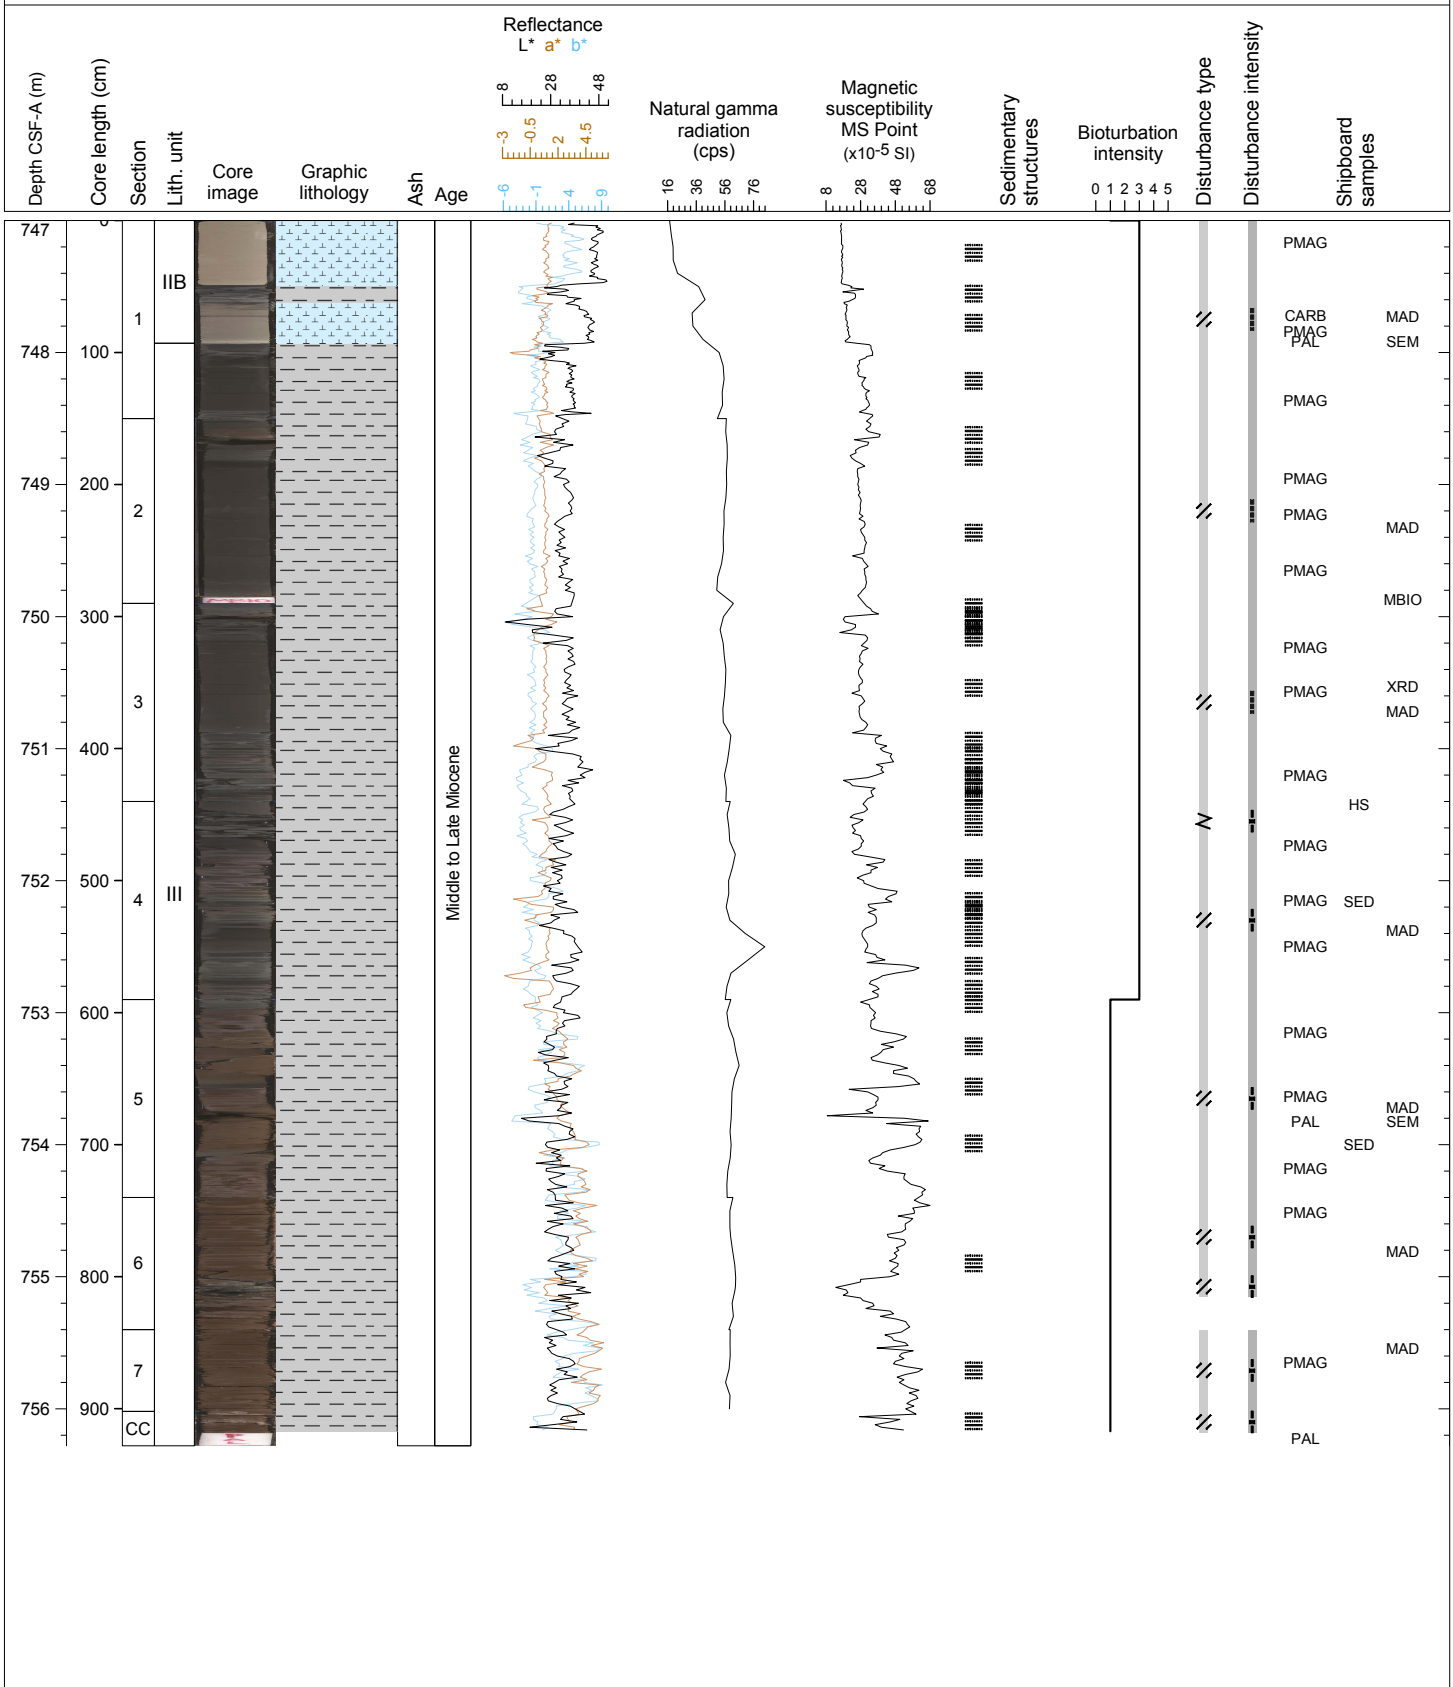 Depth CSF-A (m)
Core length (cm)
Section
Lith. unit
Core
image
Graphic
lithology
Ash
Age
Reflectance
L* a* b*
8 28 48
-3 -0.5 2 4.5
-6 -1 4 9
Natural gamma
radiation
(cps)
16 36 56 76
Magnetic
susceptibility
MS Point
(x10-5 SI)
8 28 48 68
Sedimentary
structures
Bioturbation
intensity
0 1 2 3 4 5
Disturbance type
Disturbance intensity
Shipboard
samples
747 0
748 100
749 200
750 300
751 400
752 500
753 600
754 700
755 800
756 900
1
2
3
4
5
6
7
CC
IIB
III
Middle to Late Miocene
PMAG
CARB MAD
PMAG
PAL SEM
PMAG
PMAG
PMAG
MAD
PMAG
MBIO
PMAG
XRD
PMAG
MAD
PMAG
HS
PMAG
PMAG SED
MAD
PMAG
PMAG
PMAG
MAD
PAL SEM
SED
PMAG
PMAG
MAD
MAD
PMAG
PAL